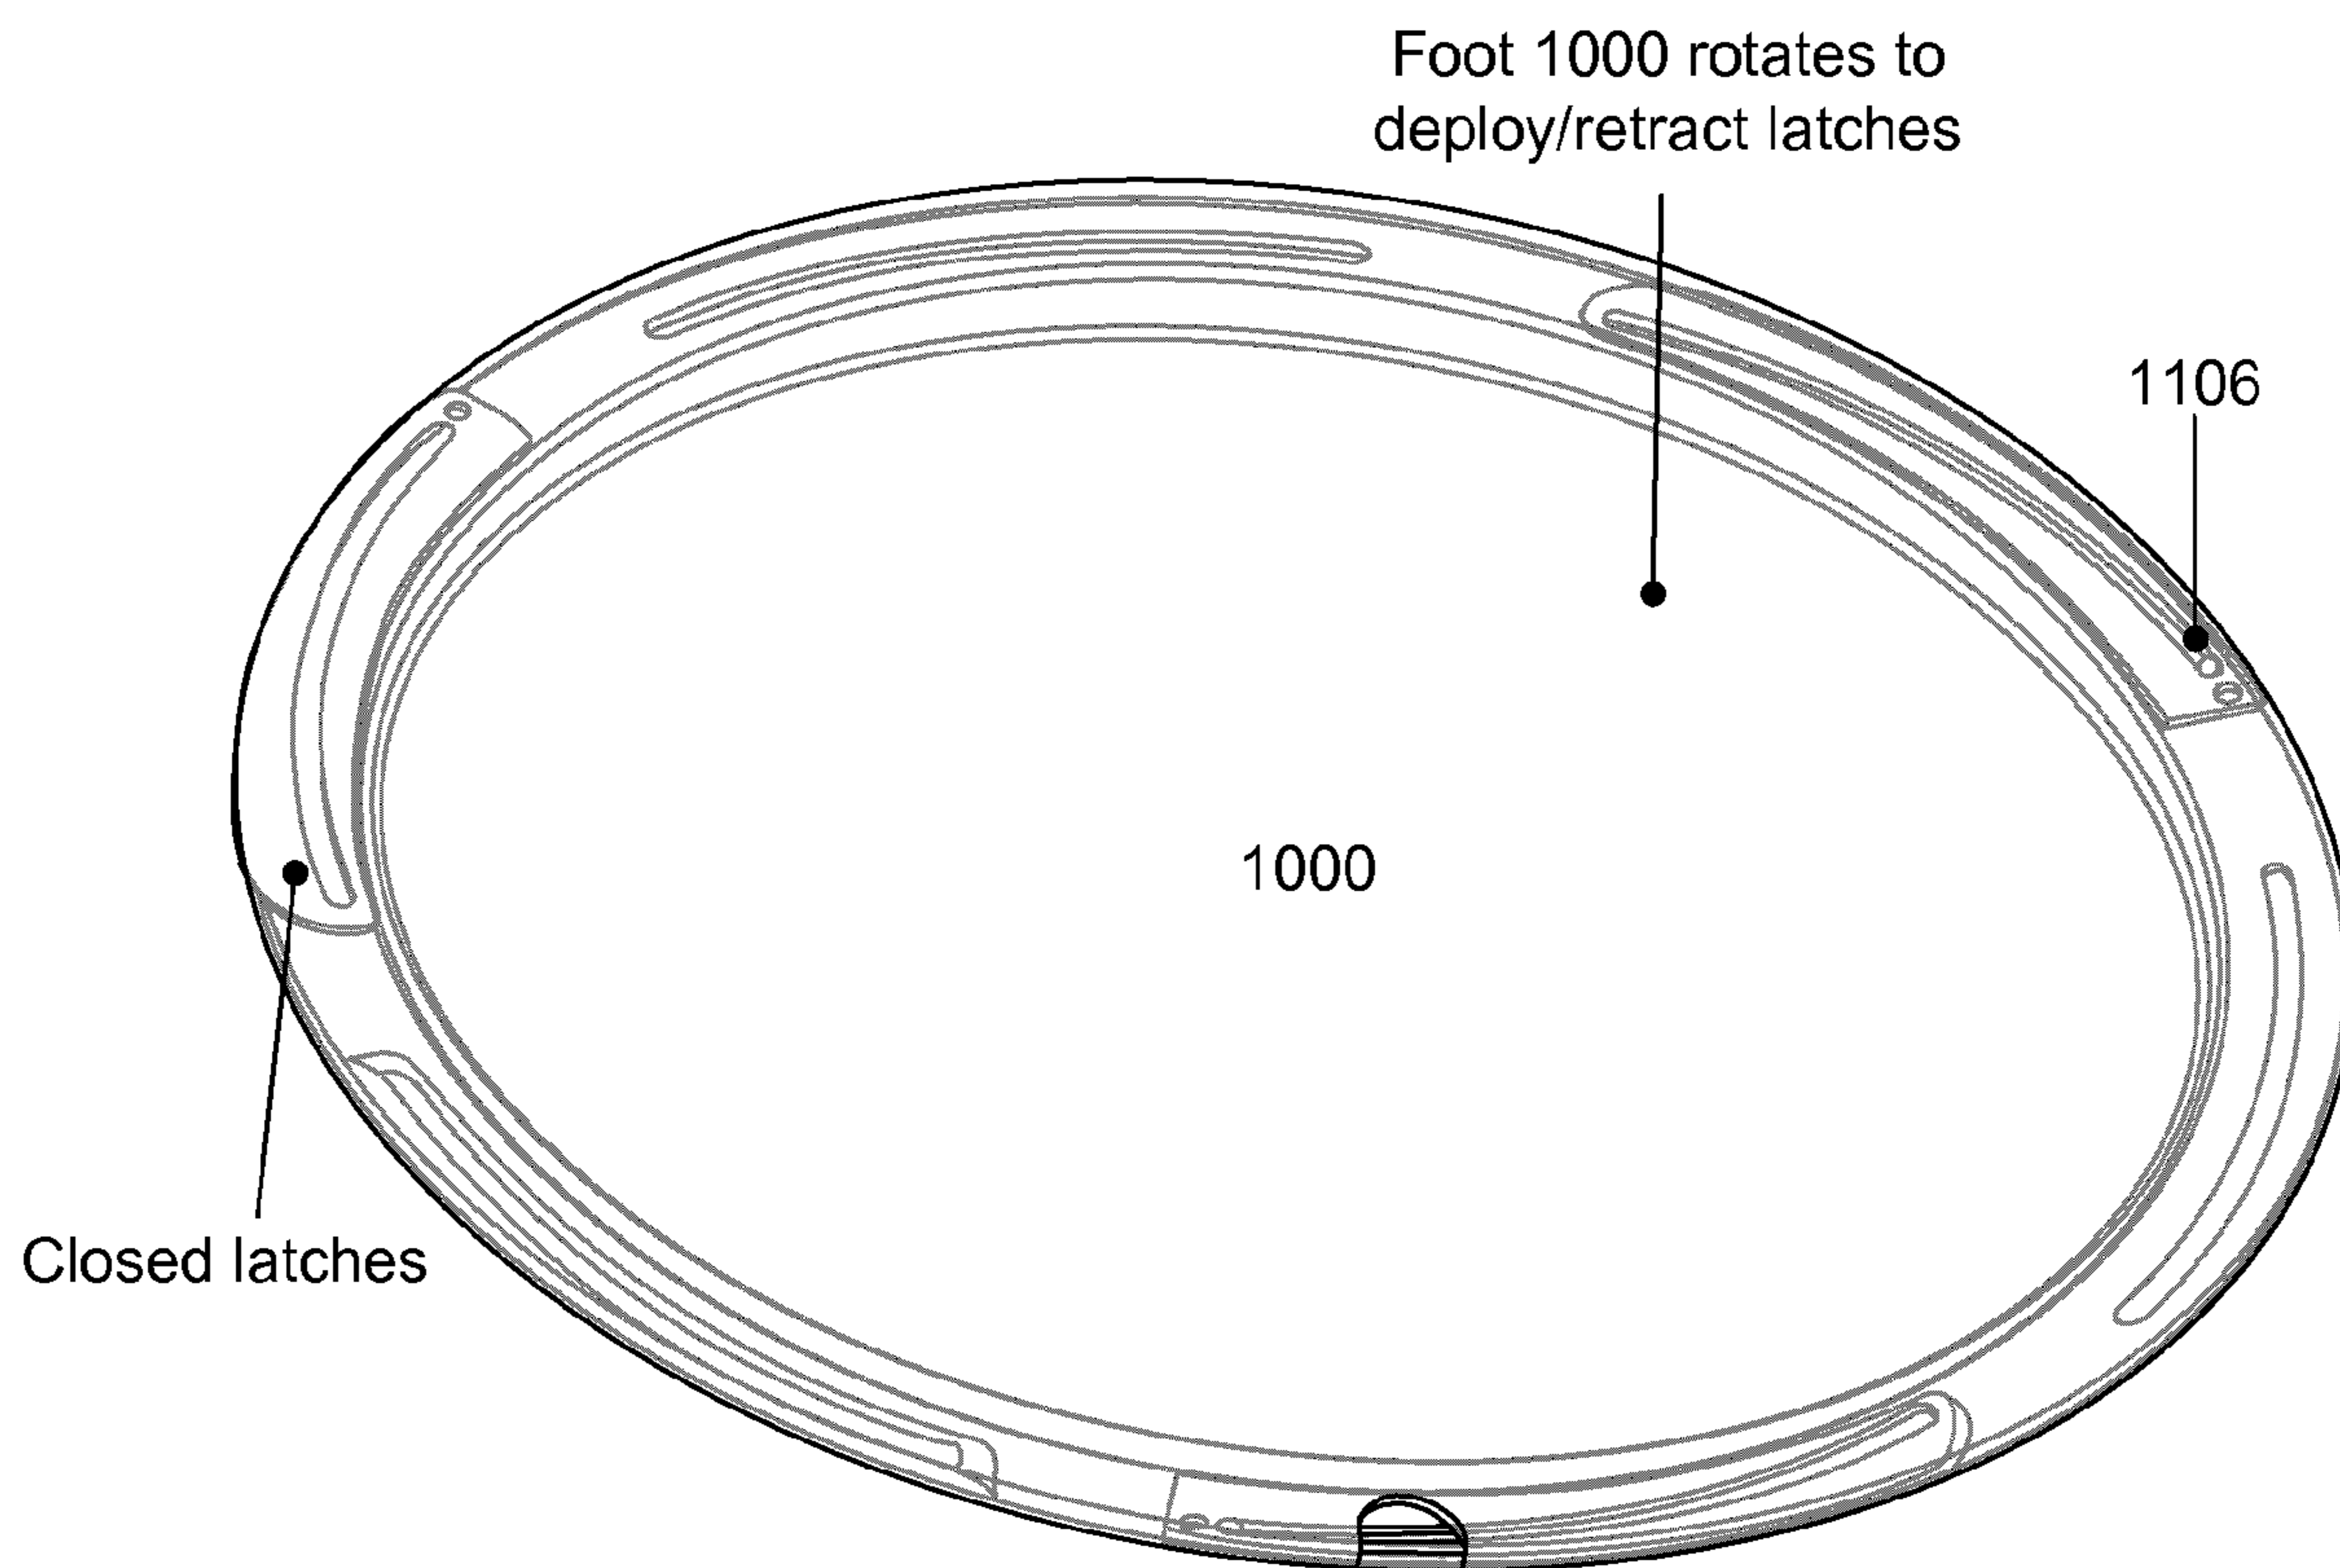 Foot 1000 rotates to
deploy/retract latches
1106
1000
Closed latches